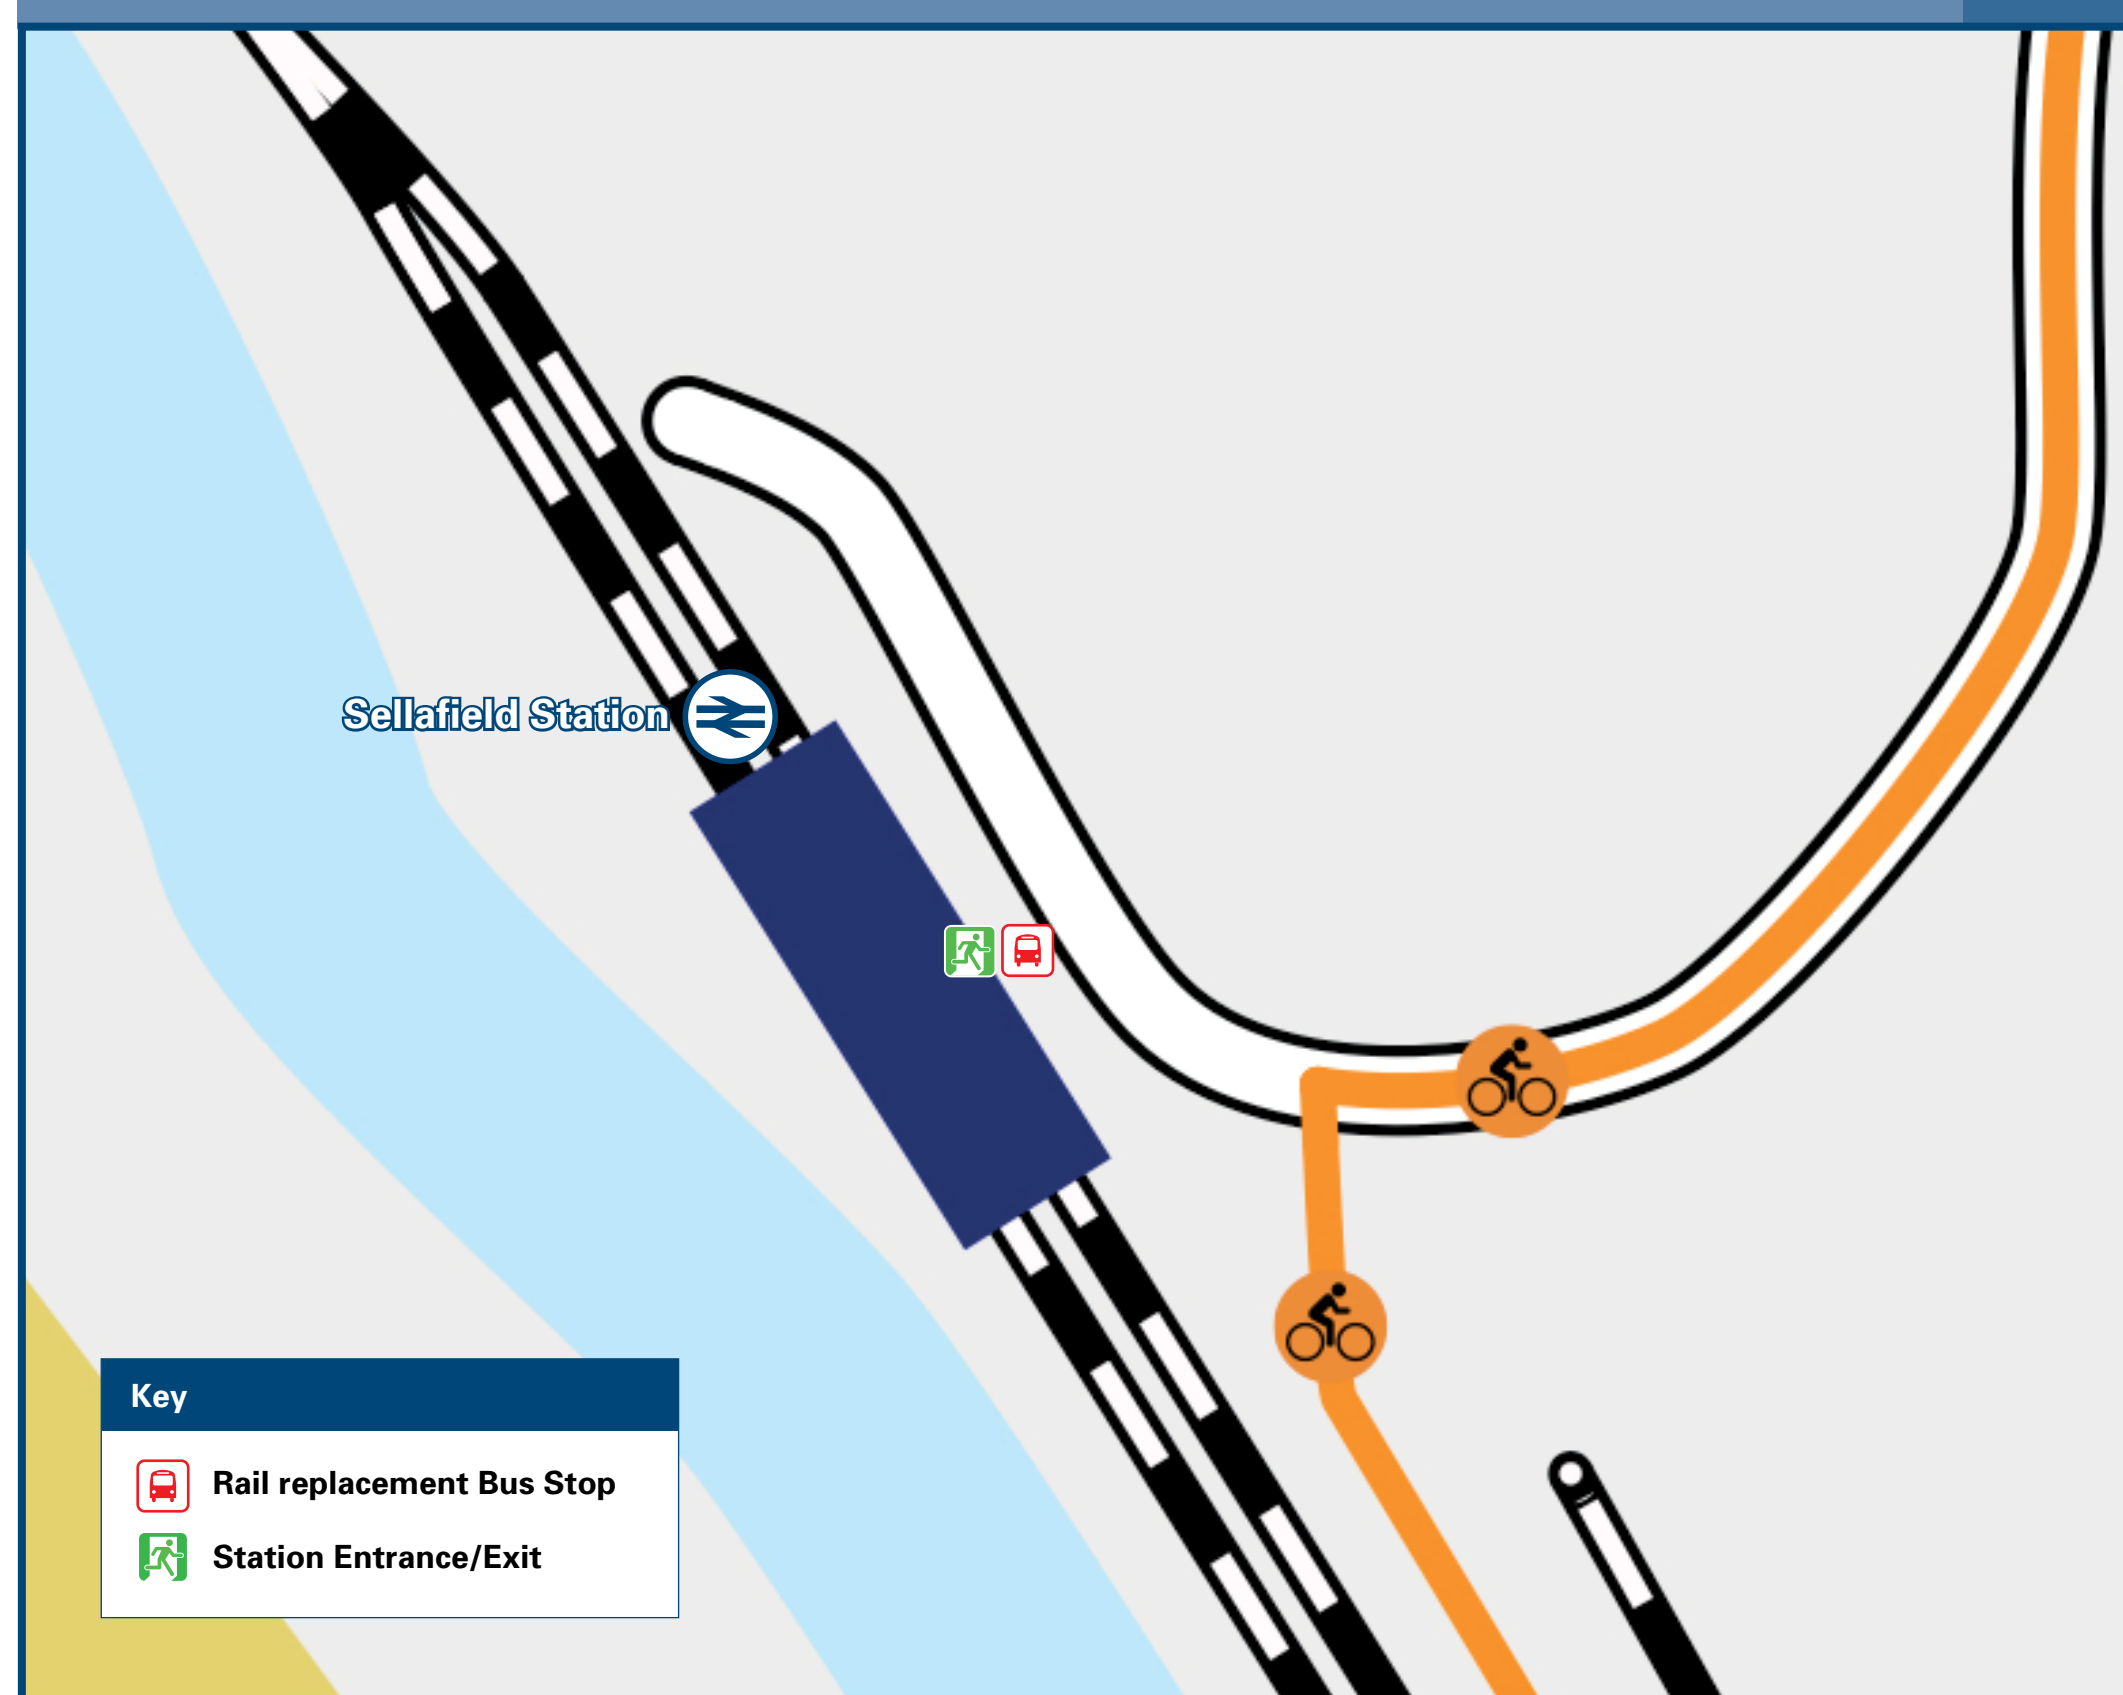 Sellafield Station
Key
Rail replacement Bus Stop
Station Entrance/Exit